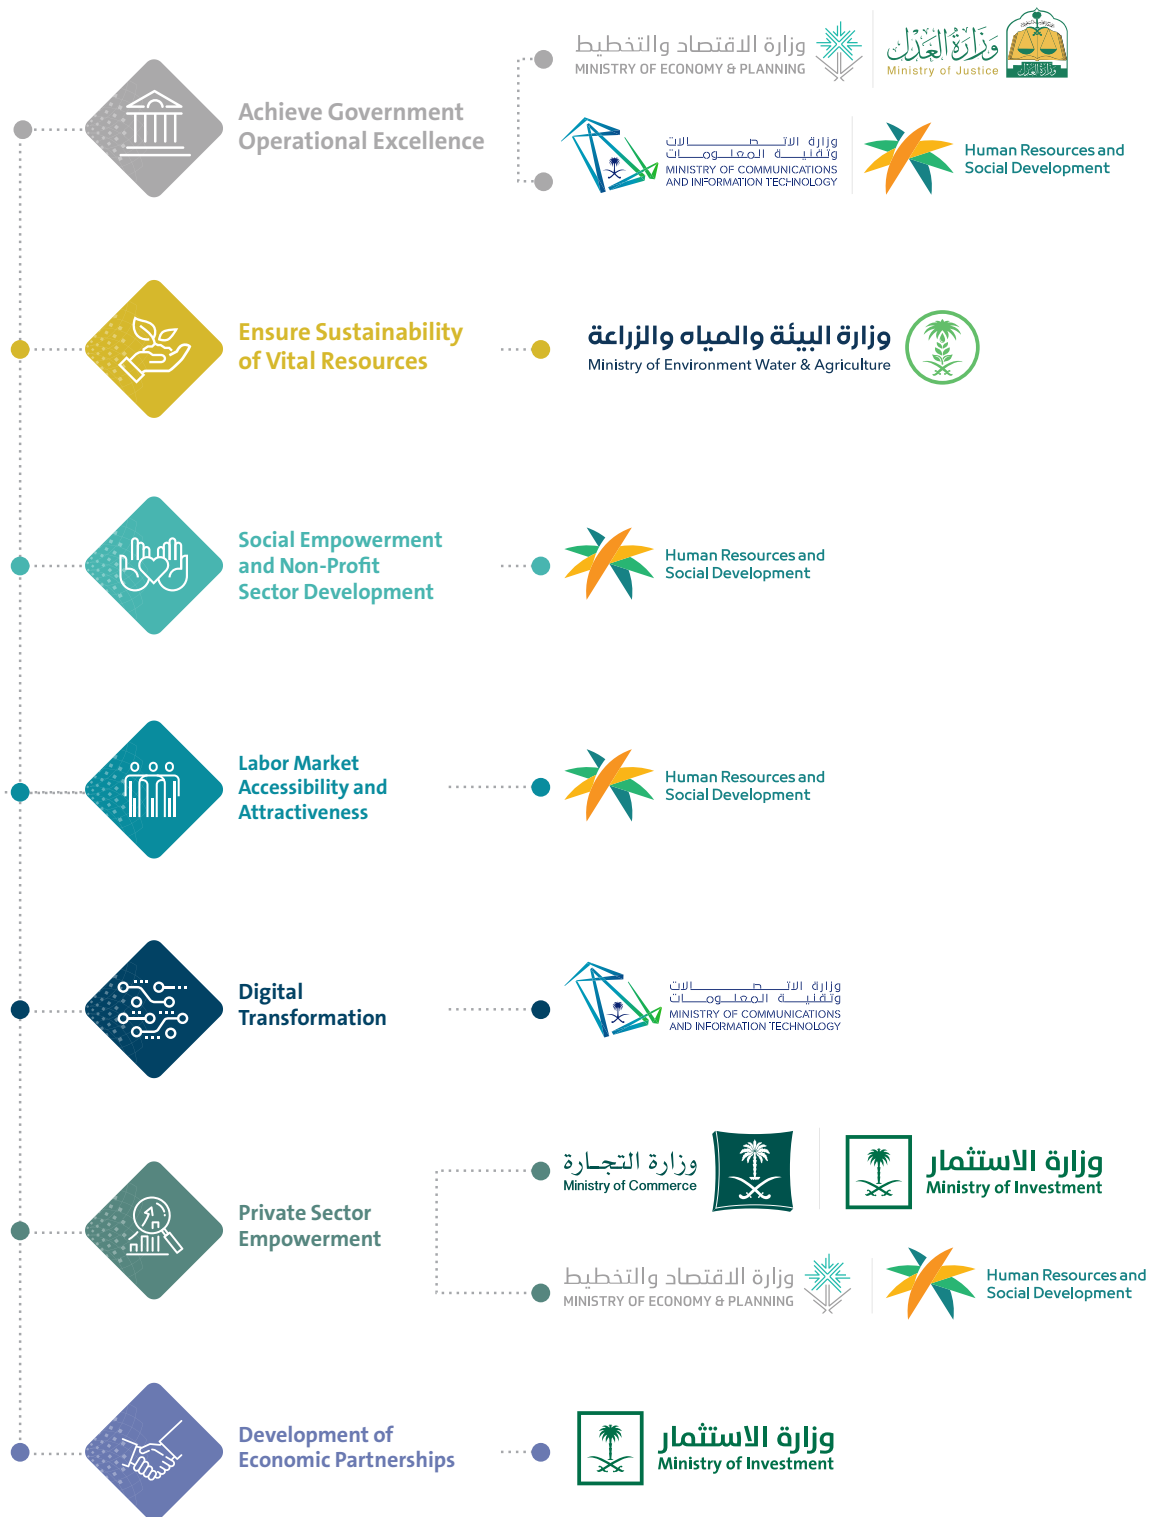 Achieve Government
Operational Excellence
وزارة الاقتصاد والتخطيط
MINISTRY OF ECONOMY & PLANNING
وزارة العدل
Ministry of Justice
وزارة الاتصالات
وتقنية المعلومات
MINISTRY OF COMMUNICATIONS
AND INFORMATION TECHNOLOGY
Human Resources and
Social Development
Ensure Sustainability
of Vital Resources
وزارة البيئة والمياه والزراعة
Ministry of Environment Water & Agriculture
Social Empowerment
and Non-Profit
Sector Development
Human Resources and
Social Development
Labor Market
Accessibility and
Attractiveness
Human Resources and
Social Development
Digital
Transformation
وزارة الاتصالات
وتقنية المعلومات
MINISTRY OF COMMUNICATIONS
AND INFORMATION TECHNOLOGY
Private Sector
Empowerment
وزارة التجارة
Ministry of Commerce
وزارة الاستثمار
Ministry of Investment
وزارة الاقتصاد والتخطيط
MINISTRY OF ECONOMY & PLANNING
Human Resources and
Social Development
Development of
Economic Partnerships
وزارة الاستثمار
Ministry of Investment